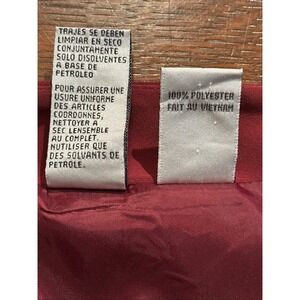 TRAJES SE DEBEN
LIMPIAR EN SECO
CONJUNTAMENTE
SOLO DISOLVENTES
A BASE DE
PETROLEO
POUR ASSURER UNE
USURE UNIFORME
DES ARTICLES
COORDONNES,
NETTOYER A
SEC LENSEMBLE
AU COMPLET.
NUTILISER QUE
DES SOLVANTS DE
PETROLE.
100% POLYESTER
FAIT AU VIETNAM